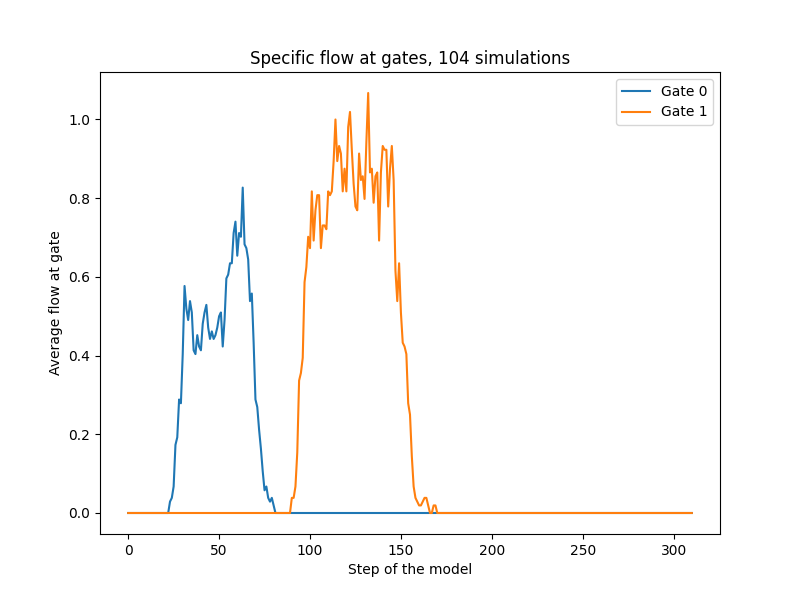 Specific flow at gates, 104 simulations
Gate 0
Gate 1
Average flow at gate
1.0
0.8
0.6
0.4
0.2
0.0
0 50 100 150 200 250 300
Step of the model